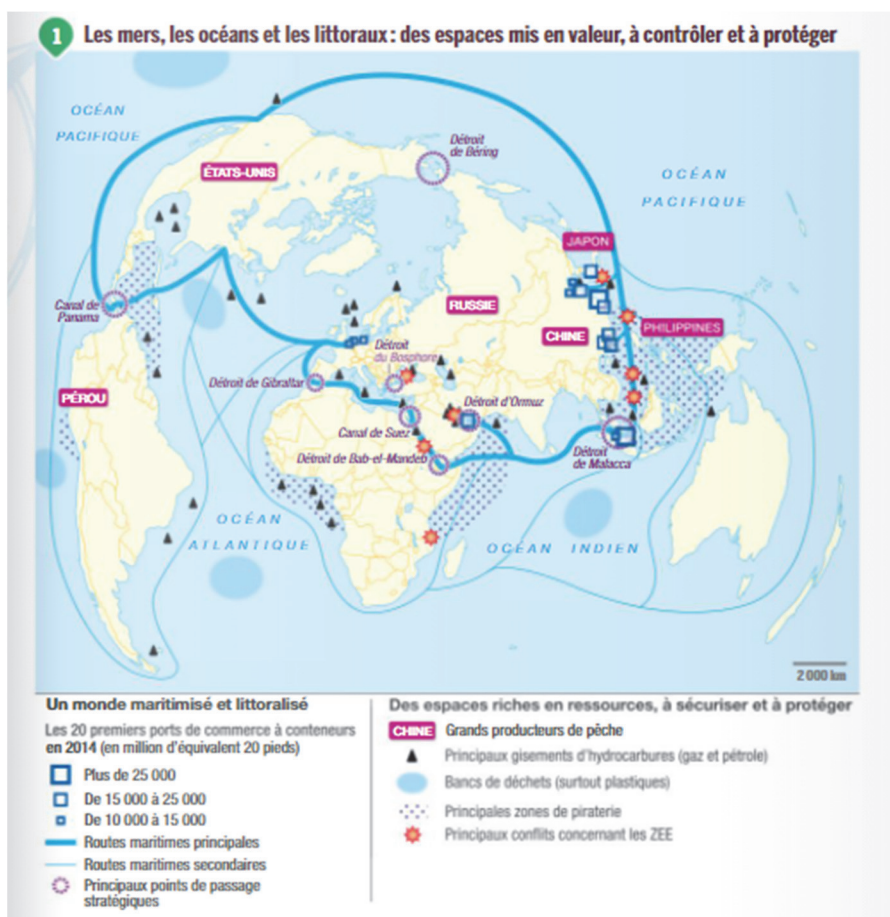 1 Les mers, les océans et les littoraux : des espaces mis en valeur, à contrôler et à protéger
OCÉAN
PACIFIQUE
Détroit
de Béring
ÉTATS-UNIS
OCÉAN
PACIFIQUE
JAPON
Canal de
Panama
RUSSIE
CHINE
PHILIPPINES
Détroit
du Bosphore
Détroit de Gibraltar
PÉROU
Détroit d'Ormuz
Canal de Suez
Détroit de Bab-el-Mandeb
Détroit
de Malacca
OCÉAN
ATLANTIQUE
OCÉAN INDIEN
2 000 km
Un monde maritimisé et littoralisé
Les 20 premiers ports de commerce à conteneurs
en 2014 (en million d'équivalent 20 pieds)
Plus de 25 000
De 15 000 à 25 000
De 10 000 à 15 000
Routes maritimes principales
Routes maritimes secondaires
Principaux points de passage
stratégiques
Des espaces riches en ressources, à sécuriser et à protéger
CHINE Grands producteurs de pêche
Principaux gisements d'hydrocarbures (gaz et pétrole)
Bancs de déchets (surtout plastiques)
Principales zones de piraterie
Principaux conflits concernant les ZEE